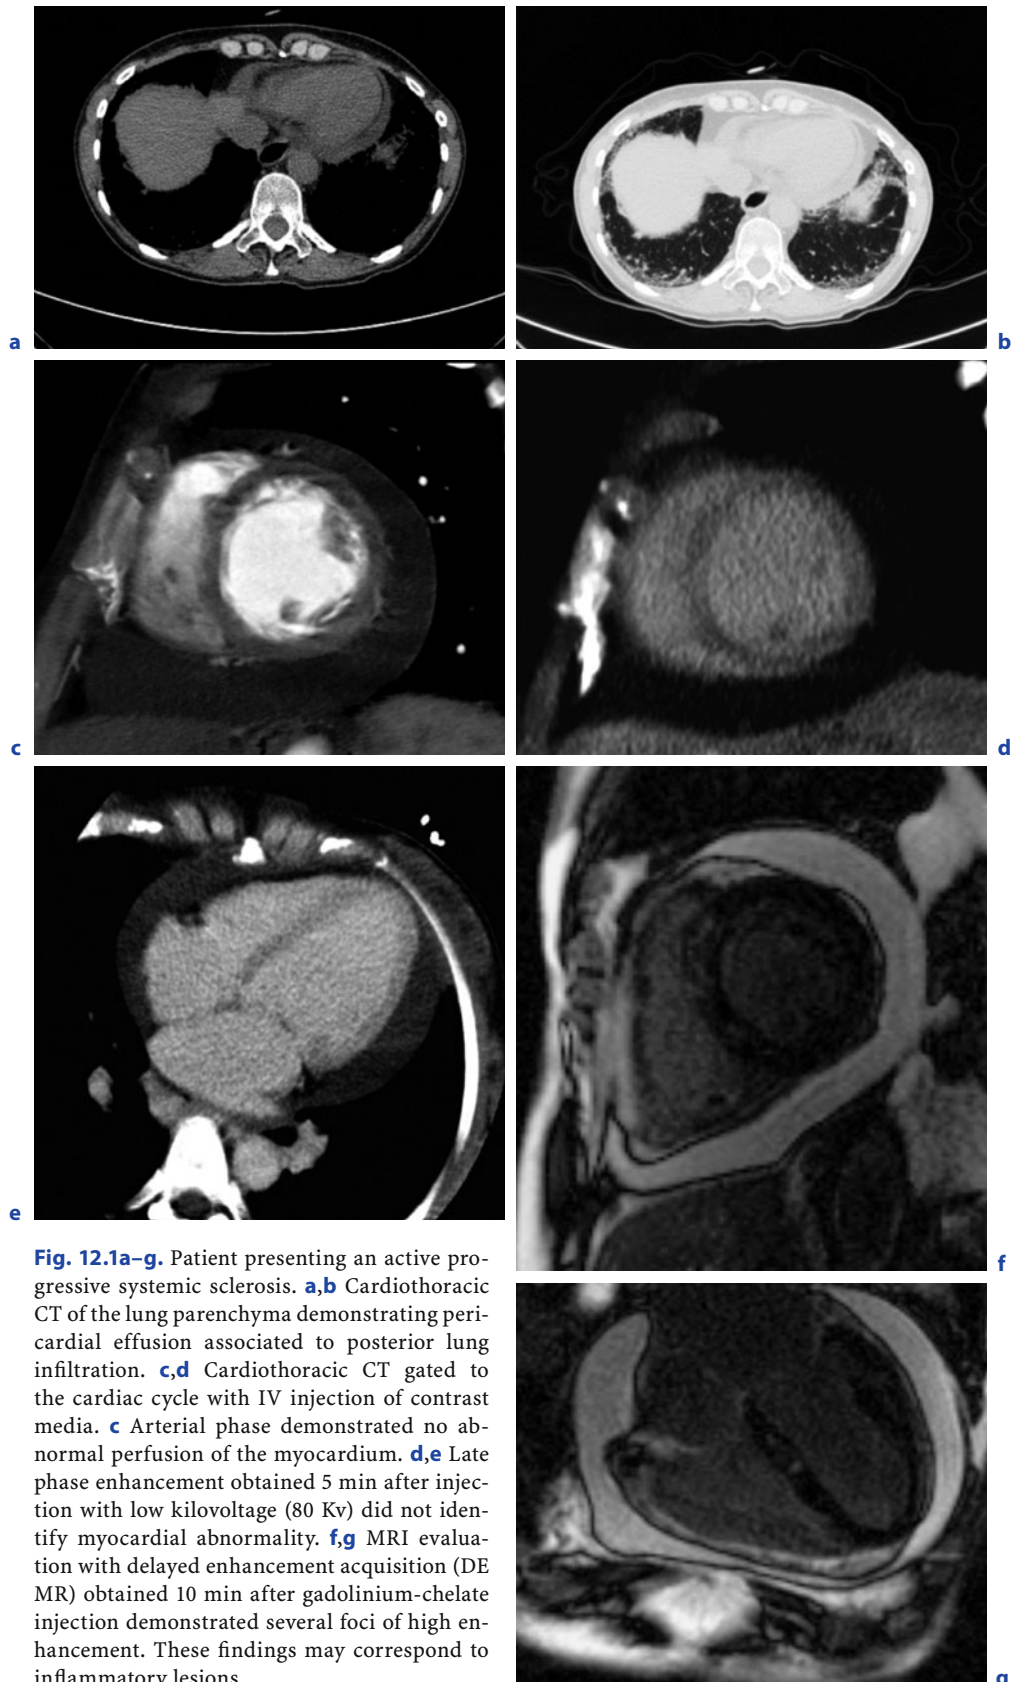 a
b
c
d
e
f
Fig. 12.1a–g. Patient presenting an active pro-
gressive systemic sclerosis. a,b Cardiothoracic
CT of the lung parenchyma demonstrating peri-
cardial effusion associated to posterior lung
infiltration. c,d Cardiothoracic CT gated to
the cardiac cycle with IV injection of contrast
media. c Arterial phase demonstrated no ab-
normal perfusion of the myocardium. d,e Late
phase enhancement obtained 5 min after injec-
tion with low kilovoltage (80 Kv) did not iden-
tify myocardial abnormality. f,g MRI evalua-
tion with delayed enhancement acquisition (DE
MR) obtained 10 min after gadolinium-chelate
injection demonstrated several foci of high en-
hancement. These findings may correspond to
inflammatory lesions
g